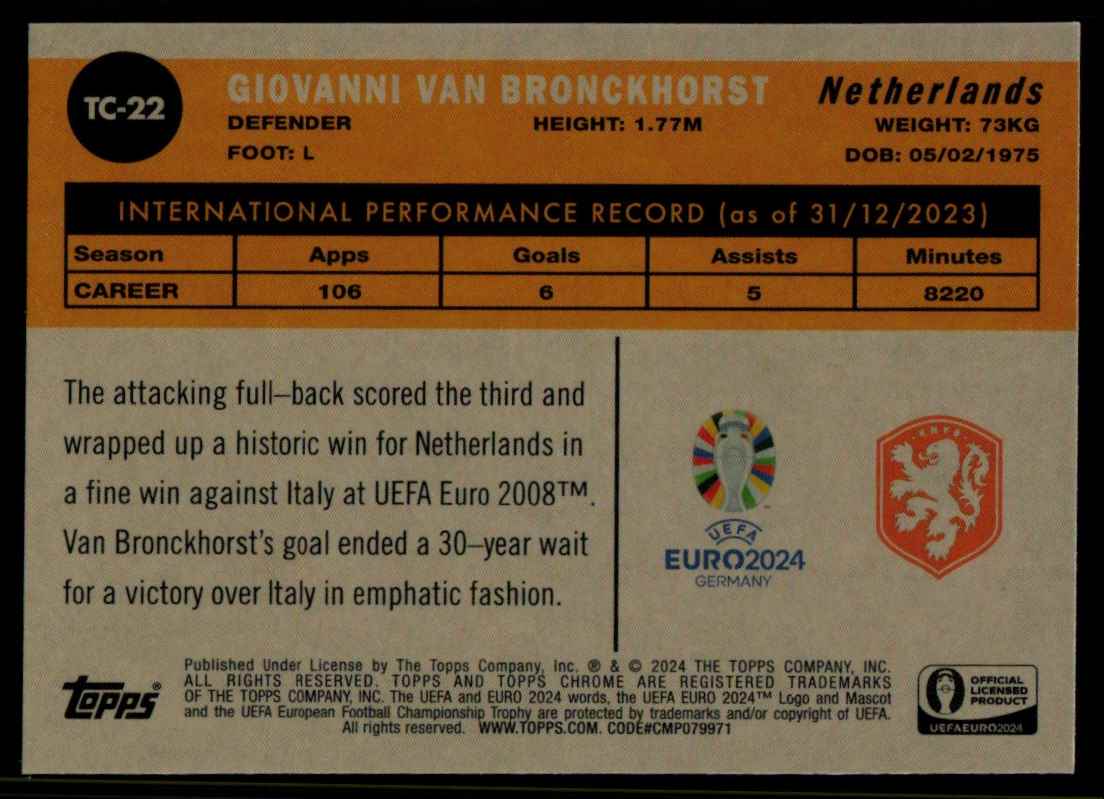 TC-22
GIOVANNI VAN BRONCKHORST
Netherlands
DEFENDER
HEIGHT: 1.77M
WEIGHT: 73KG
FOOT: L
DOB: 05/02/1975
INTERNATIONAL PERFORMANCE RECORD (as of 31/12/2023)
Season Apps Goals Assists Minutes
CAREER 106 6 5 8220
The attacking full–back scored the third and
wrapped up a historic win for Netherlands in
a fine win against Italy at UEFA Euro 2008™.
Van Bronckhorst's goal ended a 30–year wait
for a victory over Italy in emphatic fashion.
UEFA
EURO2024
GERMANY
KNVB
Topps®
Published Under License by The Topps Company, Inc. ® & © 2024 THE TOPPS COMPANY, INC.
ALL RIGHTS RESERVED. TOPPS AND TOPPS CHROME ARE REGISTERED TRADEMARKS
OF THE TOPPS COMPANY, INC. The UEFA and EURO 2024 words, the UEFA EURO 2024™ Logo and Mascot
and the UEFA European Football Championship Trophy are protected by trademarks and/or copyright of UEFA.
All rights reserved. WWW.TOPPS.COM. CODE#CMP079971
OFFICIAL
LICENSED
PRODUCT
UEFAEURO2024